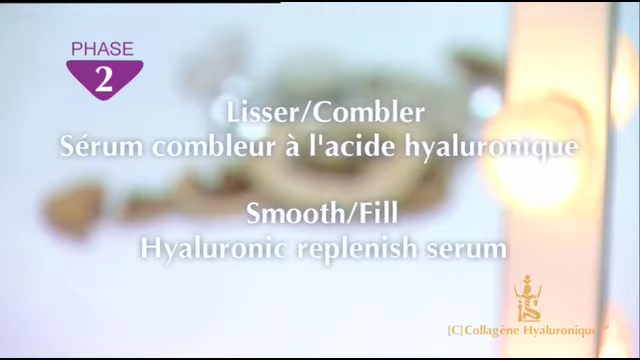 PHASE
2
Lisser/Combler
Sérum combleur à l'acide hyaluronique
Smooth/Fill
Hyaluronic replenish serum
[C]Collagène Hyaluronique